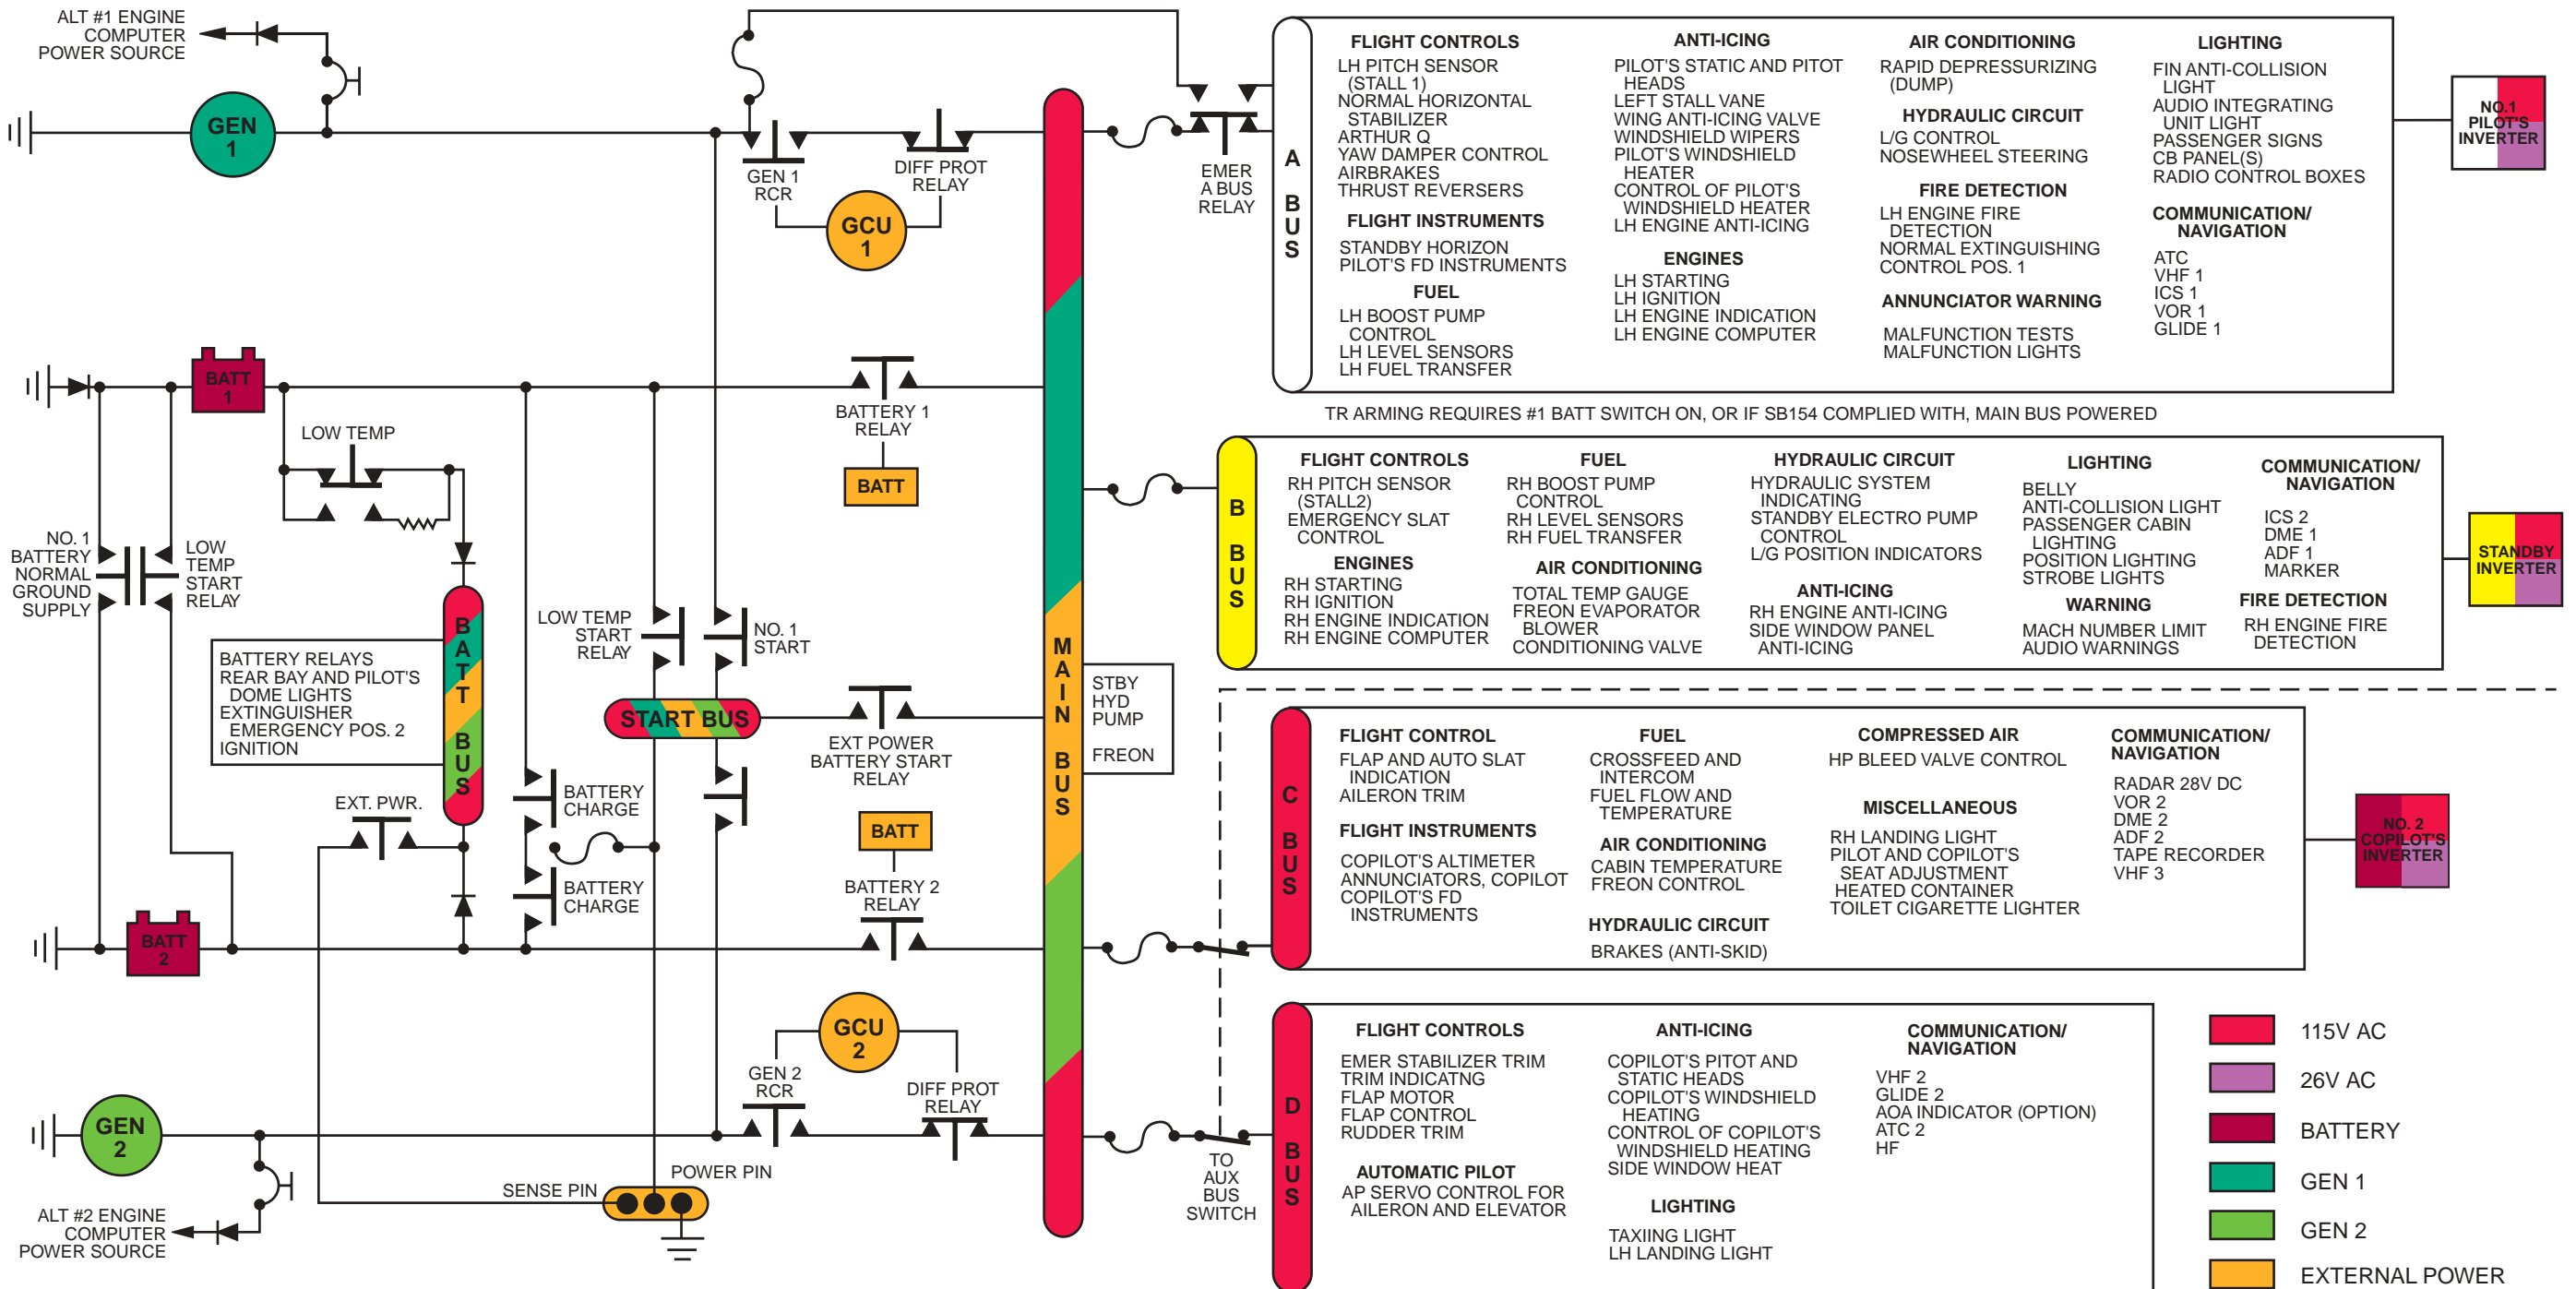 ALT #1 ENGINE
COMPUTER
POWER SOURCE
GEN
1
GEN 1
RCR
DIFF PROT
RELAY
GCU
1
EMER
A BUS
RELAY
A
B
U
S
FLIGHT CONTROLS
LH PITCH SENSOR
(STALL 1)
NORMAL HORIZONTAL
STABILIZER
ARTHUR Q
YAW DAMPER CONTROL
AIRBRAKES
THRUST REVERSERS
FLIGHT INSTRUMENTS
STANDBY HORIZON
PILOT'S FD INSTRUMENTS
FUEL
LH BOOST PUMP
CONTROL
LH LEVEL SENSORS
LH FUEL TRANSFER
ANTI-ICING
PILOT'S STATIC AND PITOT
HEADS
LEFT STALL VANE
WING ANTI-ICING VALVE
WINDSHIELD WIPERS
PILOT'S WINDSHIELD
HEATER
CONTROL OF PILOT'S
WINDSHIELD HEATER
LH ENGINE ANTI-ICING
ENGINES
LH STARTING
LH IGNITION
LH ENGINE INDICATION
LH ENGINE COMPUTER
AIR CONDITIONING
RAPID DEPRESSURIZING
(DUMP)
HYDRAULIC CIRCUIT
L/G CONTROL
NOSEWHEEL STEERING
FIRE DETECTION
LH ENGINE FIRE
DETECTION
NORMAL EXTINGUISHING
CONTROL POS. 1
ANNUNCIATOR WARNING
MALFUNCTION TESTS
MALFUNCTION LIGHTS
LIGHTING
FIN ANTI-COLLISION
LIGHT
AUDIO INTEGRATING
UNIT LIGHT
PASSENGER SIGNS
CB PANEL(S)
RADIO CONTROL BOXES
COMMUNICATION/
NAVIGATION
ATC
VHF 1
ICS 1
VOR 1
GLIDE 1
NO.1
PILOT'S
INVERTER
TR ARMING REQUIRES #1 BATT SWITCH ON, OR IF SB154 COMPLIED WITH, MAIN BUS POWERED
BATT
1
LOW TEMP
BATTERY 1
RELAY
BATT
NO. 1
BATTERY
NORMAL
GROUND
SUPPLY
LOW
TEMP
START
RELAY
BATTERY RELAYS
REAR BAY AND PILOT'S
DOME LIGHTS
EXTINGUISHER
EMERGENCY POS. 2
IGNITION
B
A
T
T
B
U
S
LOW TEMP
START
RELAY
NO. 1
START
START BUS
EXT POWER
BATTERY START
RELAY
EXT. PWR.
BATTERY
CHARGE
BATTERY
CHARGE
BATT
BATTERY 2
RELAY
BATT
2
M
A
I
N
B
U
S
STBY
HYD
PUMP
FREON
B
B
U
S
FLIGHT CONTROLS
RH PITCH SENSOR
(STALL2)
EMERGENCY SLAT
CONTROL
ENGINES
RH STARTING
RH IGNITION
RH ENGINE INDICATION
RH ENGINE COMPUTER
FUEL
RH BOOST PUMP
CONTROL
RH LEVEL SENSORS
RH FUEL TRANSFER
AIR CONDITIONING
TOTAL TEMP GAUGE
FREON EVAPORATOR
BLOWER
CONDITIONING VALVE
HYDRAULIC CIRCUIT
HYDRAULIC SYSTEM
INDICATING
STANDBY ELECTRO PUMP
CONTROL
L/G POSITION INDICATORS
ANTI-ICING
RH ENGINE ANTI-ICING
SIDE WINDOW PANEL
ANTI-ICING
LIGHTING
BELLY
ANTI-COLLISION LIGHT
PASSENGER CABIN
LIGHTING
POSITION LIGHTING
STROBE LIGHTS
WARNING
MACH NUMBER LIMIT
AUDIO WARNINGS
COMMUNICATION/
NAVIGATION
ICS 2
DME 1
ADF 1
MARKER
FIRE DETECTION
RH ENGINE FIRE
DETECTION
STANDBY
INVERTER
C
B
U
S
FLIGHT CONTROL
FLAP AND AUTO SLAT
INDICATION
AILERON TRIM
FLIGHT INSTRUMENTS
COPILOT'S ALTIMETER
ANNUNCIATORS, COPILOT
COPILOT'S FD
INSTRUMENTS
FUEL
CROSSFEED AND
INTERCOM
FUEL FLOW AND
TEMPERATURE
AIR CONDITIONING
CABIN TEMPERATURE
FREON CONTROL
HYDRAULIC CIRCUIT
BRAKES (ANTI-SKID)
COMPRESSED AIR
HP BLEED VALVE CONTROL
MISCELLANEOUS
RH LANDING LIGHT
PILOT AND COPILOT'S
SEAT ADJUSTMENT
HEATED CONTAINER
TOILET CIGARETTE LIGHTER
COMMUNICATION/
NAVIGATION
RADAR 28V DC
VOR 2
DME 2
ADF 2
TAPE RECORDER
VHF 3
NO. 2
COPILOT'S
INVERTER
GCU
2
GEN 2
RCR
DIFF PROT
RELAY
GEN
2
POWER PIN
SENSE PIN
ALT #2 ENGINE
COMPUTER
POWER SOURCE
TO
AUX
BUS
SWITCH
D
B
U
S
FLIGHT CONTROLS
EMER STABILIZER TRIM
TRIM INDICATNG
FLAP MOTOR
FLAP CONTROL
RUDDER TRIM
AUTOMATIC PILOT
AP SERVO CONTROL FOR
AILERON AND ELEVATOR
ANTI-ICING
COPILOT'S PITOT AND
STATIC HEADS
COPILOT'S WINDSHIELD
HEATING
CONTROL OF COPILOT'S
WINDSHIELD HEATING
SIDE WINDOW HEAT
LIGHTING
TAXIING LIGHT
LH LANDING LIGHT
COMMUNICATION/
NAVIGATION
VHF 2
GLIDE 2
AOA INDICATOR (OPTION)
ATC 2
HF
115V AC
26V AC
BATTERY
GEN 1
GEN 2
EXTERNAL POWER